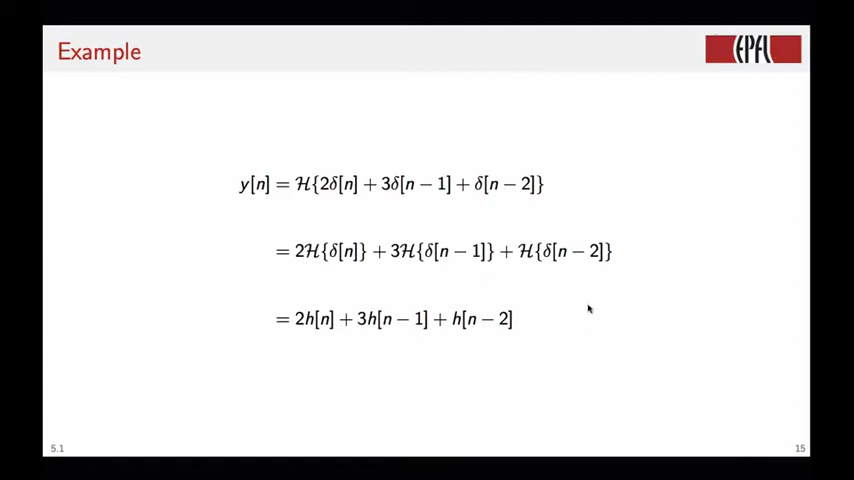 Example
EPFL
y[n] = ℋ{2δ[n] + 3δ[n − 1] + δ[n − 2]}
= 2ℋ{δ[n]} + 3ℋ{δ[n − 1]} + ℋ{δ[n − 2]}
= 2h[n] + 3h[n − 1] + h[n − 2]
5.1
15